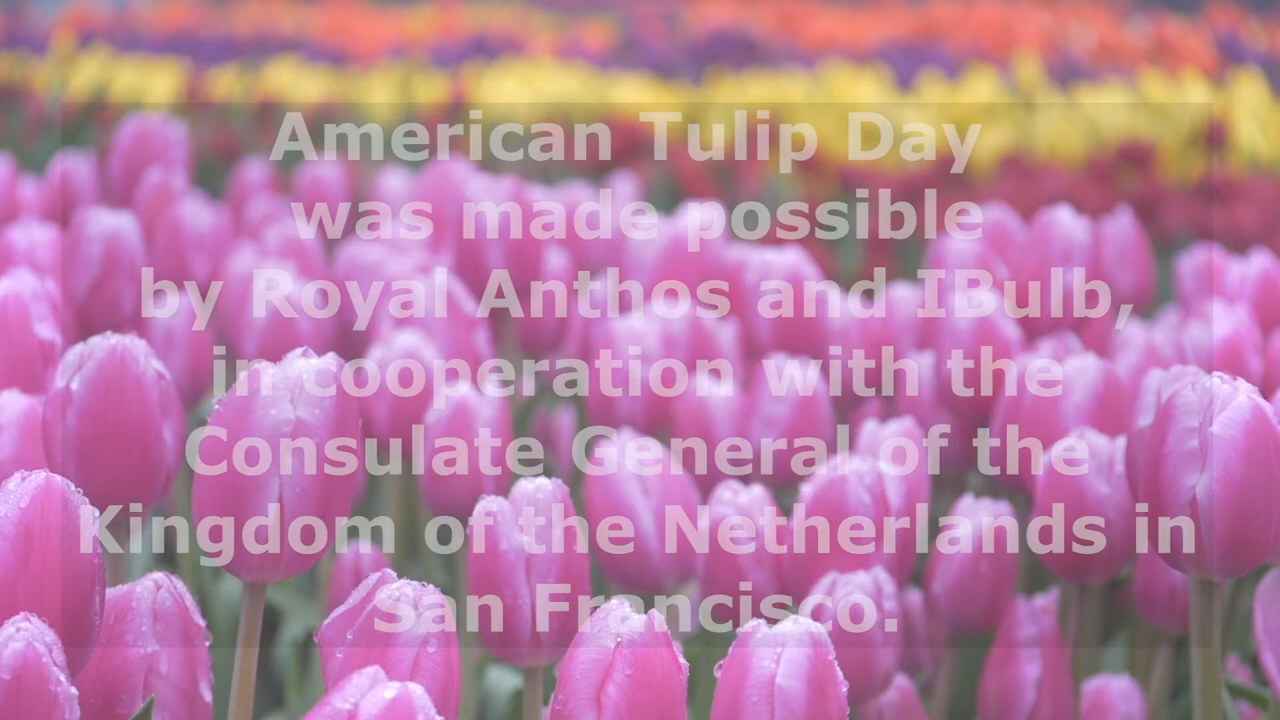 American Tulip Day
was made possible
by Royal Anthos and IBulb,
in cooperation with the
Consulate General of the
Kingdom of the Netherlands in
San Francisco.